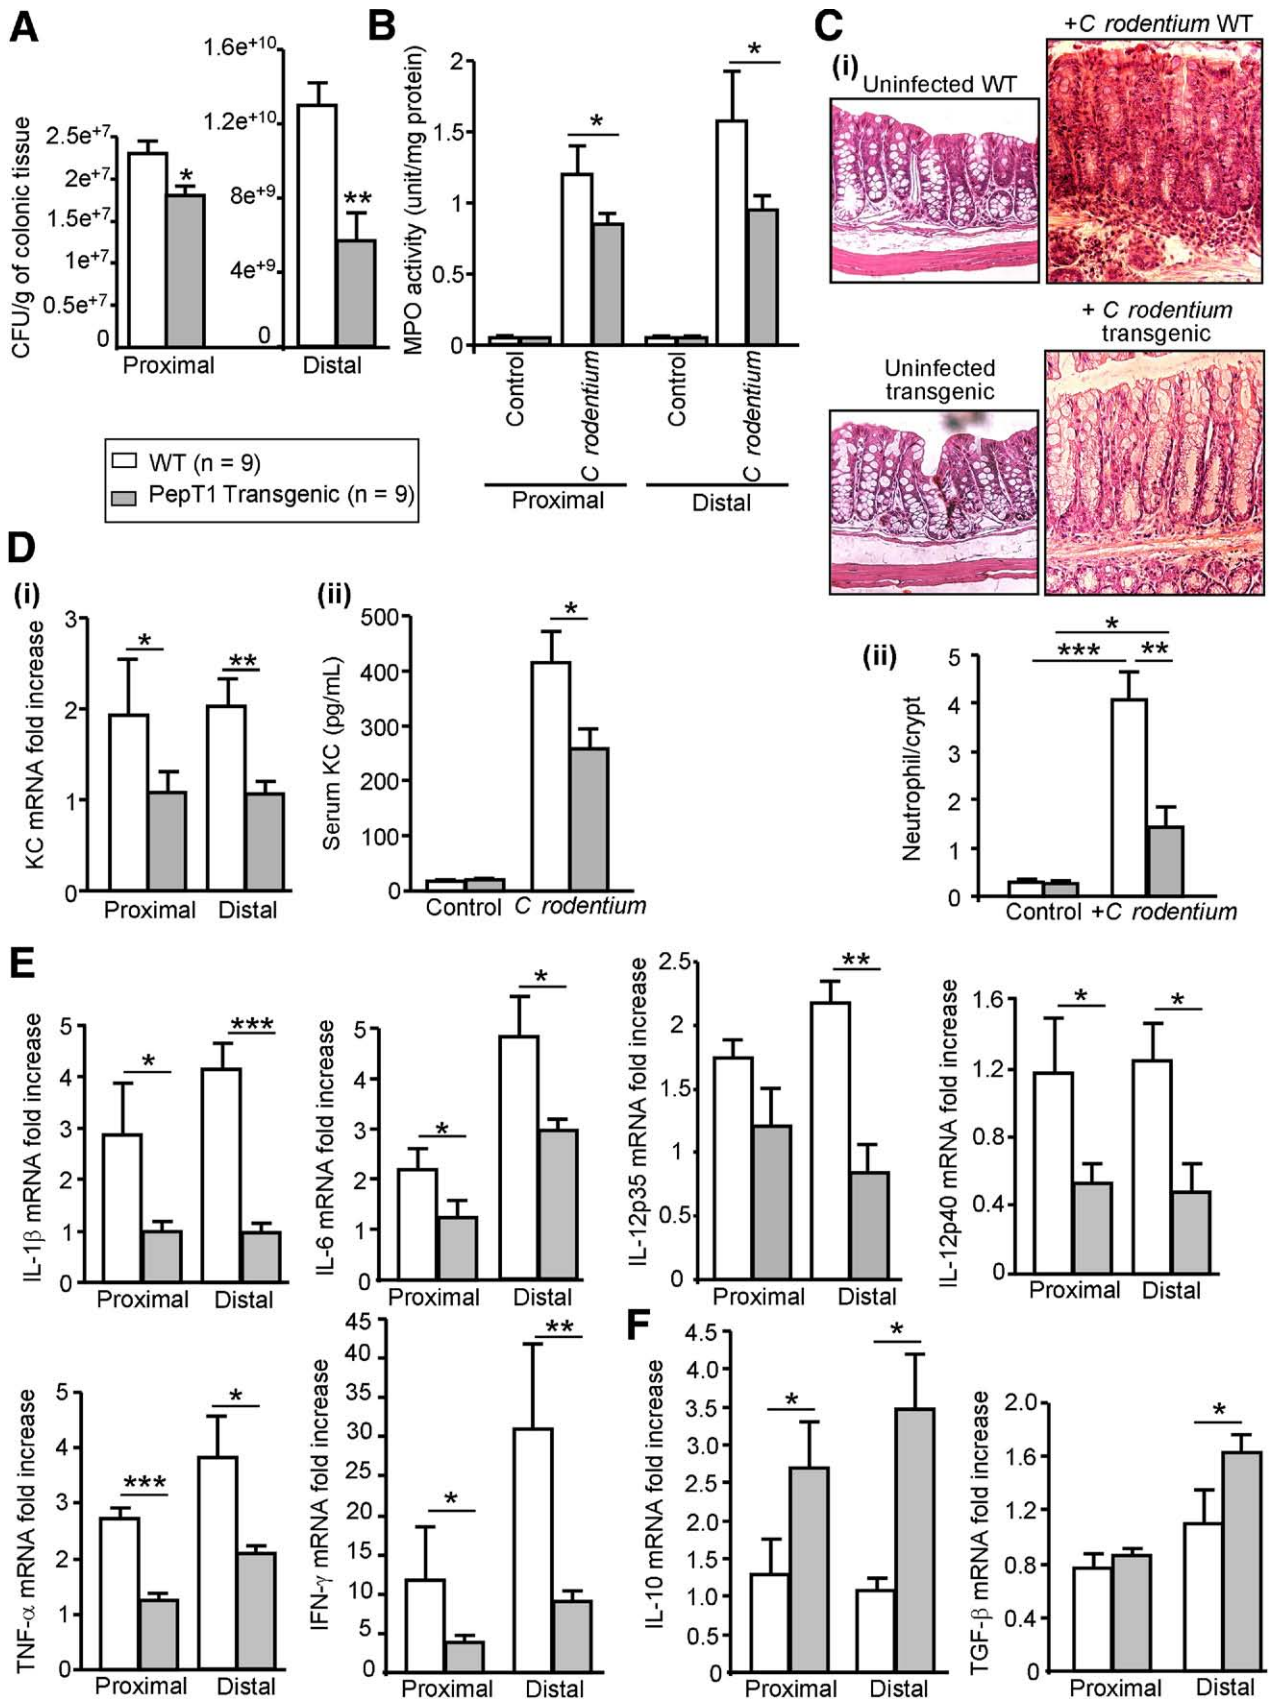 A
CFU/g of colonic tissue
2.5e+7
2e+7
1.5e+7
1e+7
0.5e+7
0
1.6e+10
1.2e+10
8e+9
4e+9
0
*
**
Proximal
Distal
WT (n = 9)
PepT1 Transgenic (n = 9)
B
MPO activity (unit/mg protein)
2
1.5
1
0.5
0
*
*
Control
C rodentium
Control
C rodentium
Proximal
Distal
C
(i)
Uninfected WT
+C rodentium WT
Uninfected
transgenic
+ C rodentium
transgenic
(ii)
Neutrophil/crypt
5
4
3
2
1
0
*
***
**
Control
+C rodentium
D
(i)
KC mRNA fold increase
3
2
1
0
*
**
Proximal
Distal
(ii)
Serum KC (pg/mL)
500
400
300
200
100
0
*
Control
C rodentium
E
IL-1β mRNA fold increase
5
4
3
2
1
0
*
***
Proximal
Distal
IL-6 mRNA fold increase
5
4
3
2
1
0
*
*
Proximal
Distal
IL-12p35 mRNA fold increase
2.5
2
1.5
1
0.5
0
**
Proximal
Distal
IL-12p40 mRNA fold increase
1.6
1.2
0.8
0.4
0
*
*
Proximal
Distal
TNF-α mRNA fold increase
5
4
3
2
1
0
***
*
Proximal
Distal
IFN-γ mRNA fold increase
45
40
35
30
25
20
15
10
5
0
*
**
Proximal
Distal
F
IL-10 mRNA fold increase
4.5
4.0
3.5
3.0
2.5
2.0
1.5
1.0
0.5
0
*
*
Proximal
Distal
TGF-β mRNA fold increase
2.0
1.6
1.2
0.8
0.4
0
*
Proximal
Distal